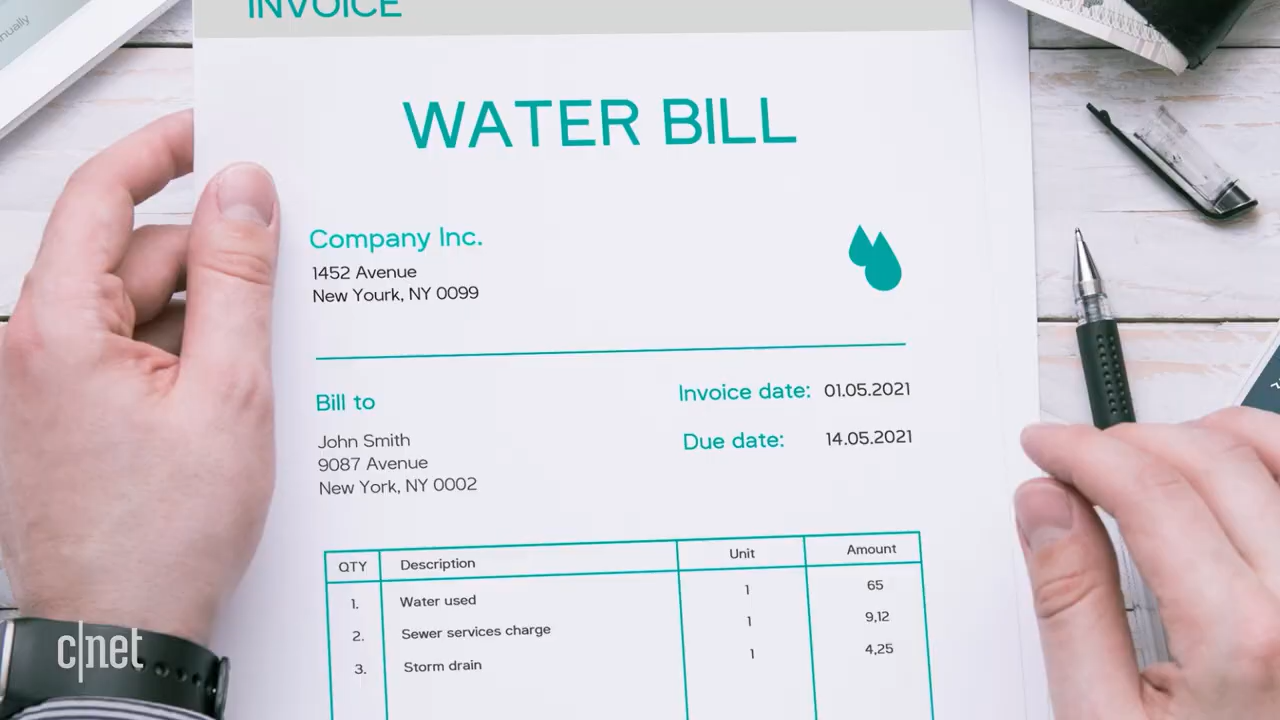 nually
INVOICE
WATER BILL
Company Inc.
1452 Avenue
New Yourk, NY 0099
Bill to
John Smith
9087 Avenue
New York, NY 0002
Invoice date: 01.05.2021
Due date: 14.05.2021
QTY Description Unit Amount
1. Water used 1 65
2. Sewer services charge 1 9,12
3. Storm drain 1 4,25
c|net